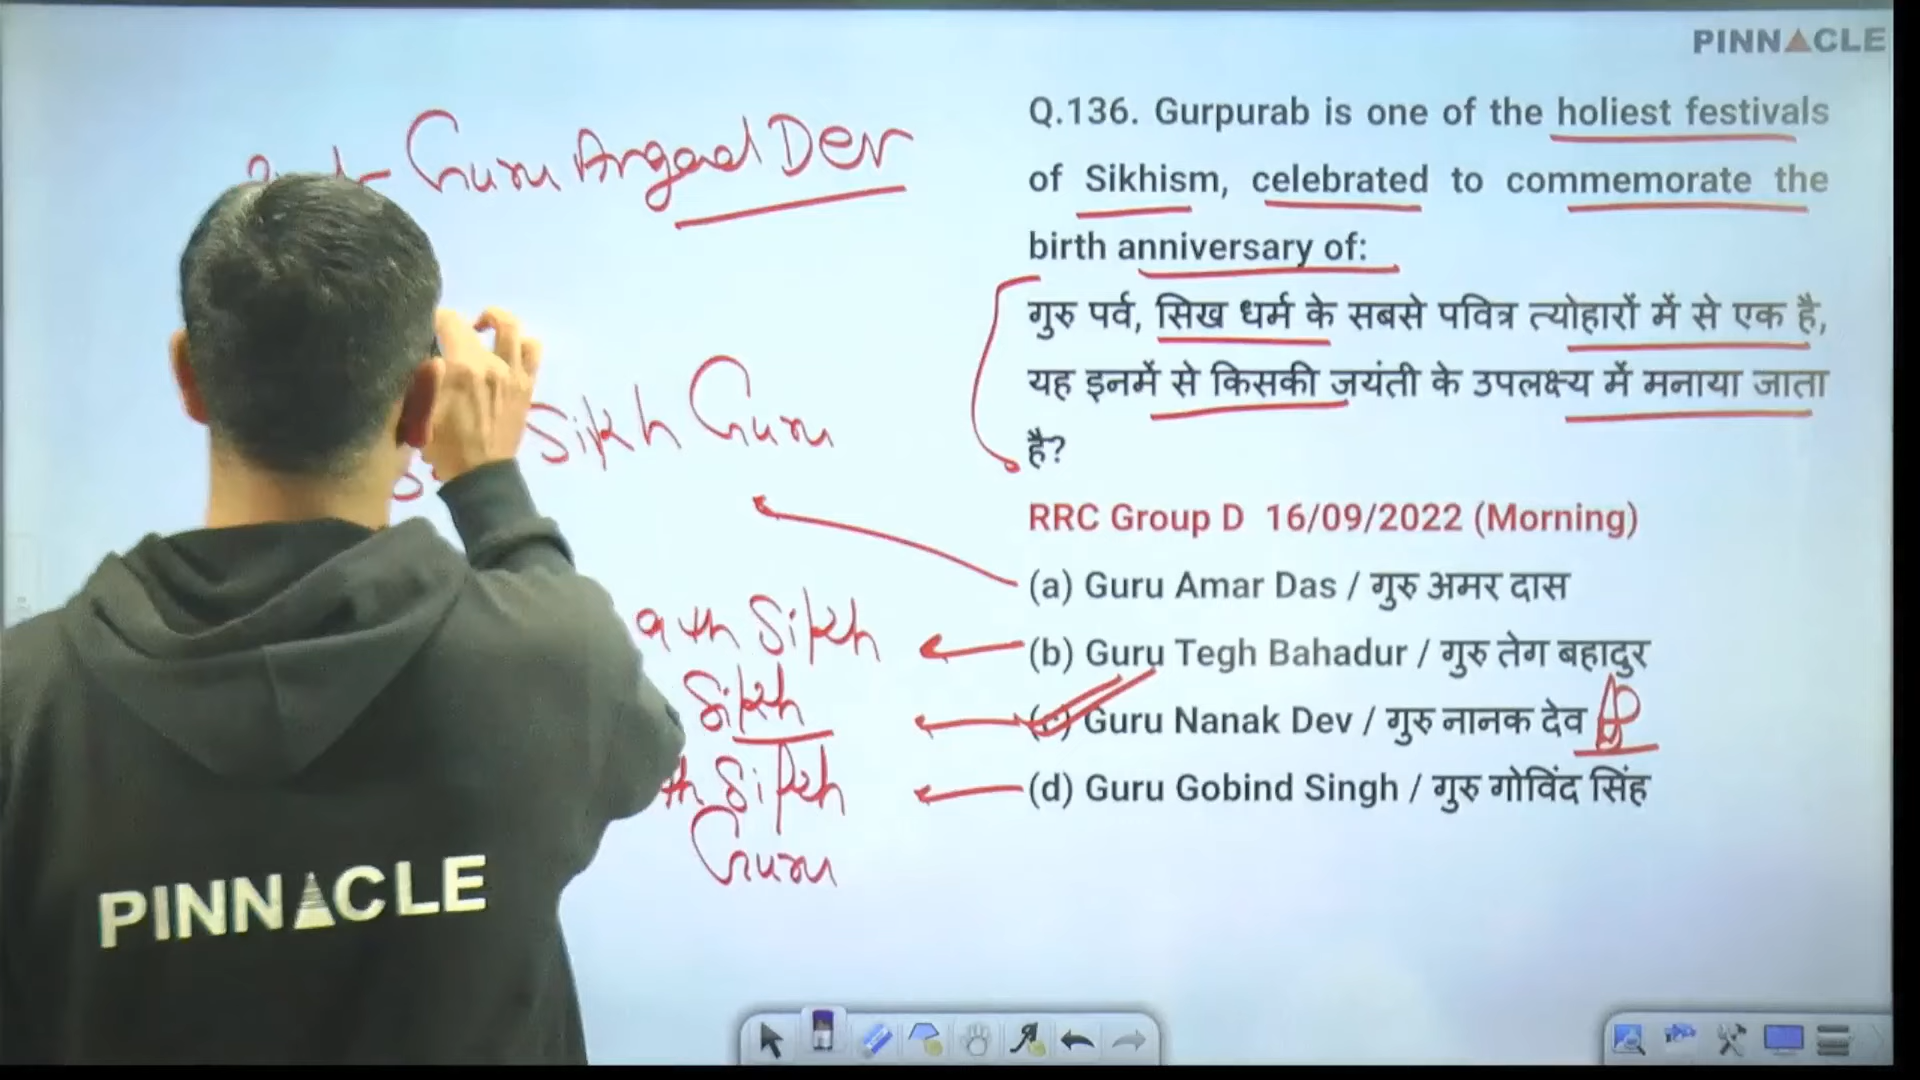 PINNACLE
Guru Angad Dev
Q.136. Gurpurab is one of the holiest festivals
of Sikhism, celebrated to commemorate the
birth anniversary of:
गुरु पर्व, सिख धर्म के सबसे पवित्र त्योहारों में से एक है,
यह इनमें से किसकी जयंती के उपलक्ष्य में मनाया जाता
है?
RRC Group D 16/09/2022 (Morning)
(a) Guru Amar Das / गुरु अमर दास
(b) Guru Tegh Bahadur / गुरु तेग बहादुर
(c) Guru Nanak Dev / गुरु नानक देव
(d) Guru Gobind Singh / गुरु गोविंद सिंह
Sikh Guru
9th Sikh
Sikh
th Sikh
Guru
PINNACLE